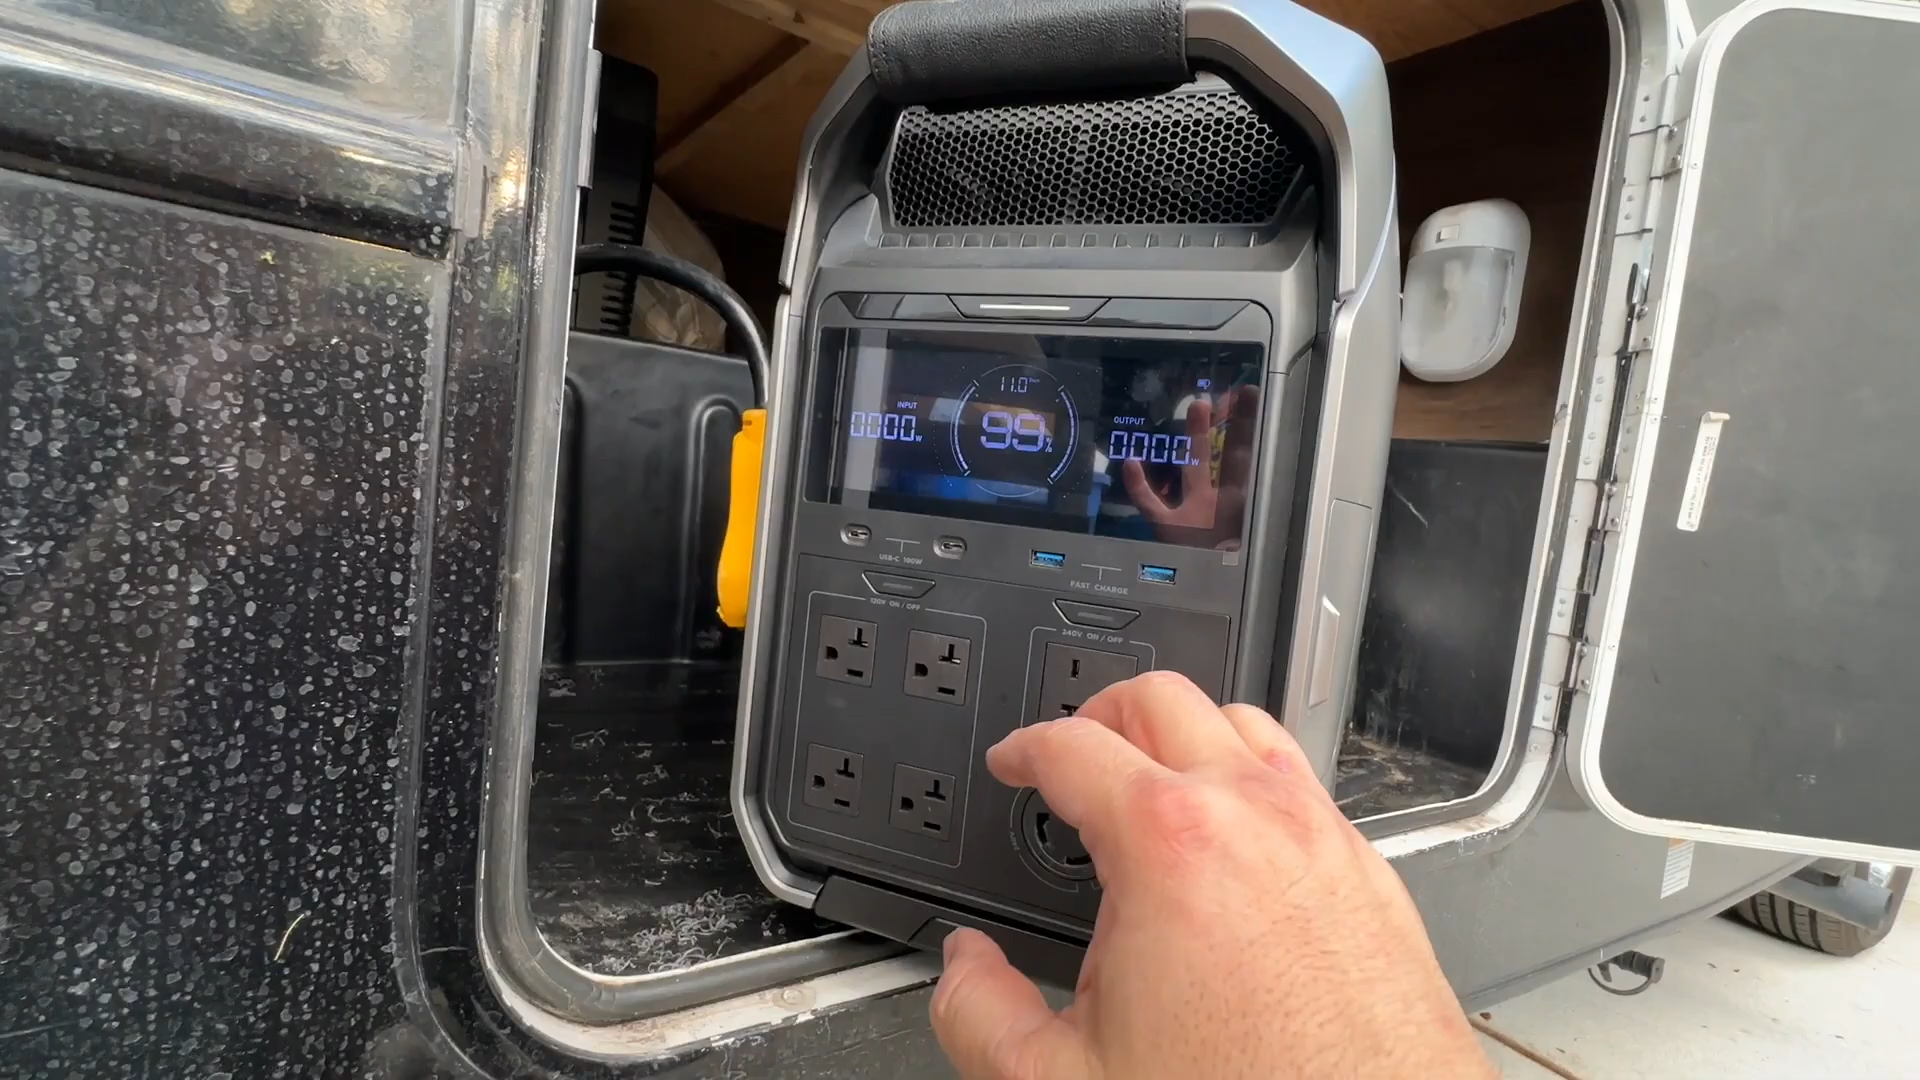 11.0
INPUT
0000W
99%
OUTPUT
0000W
USB-C 100W
FAST CHARGE
120V ON / OFF
240V ON / OFF